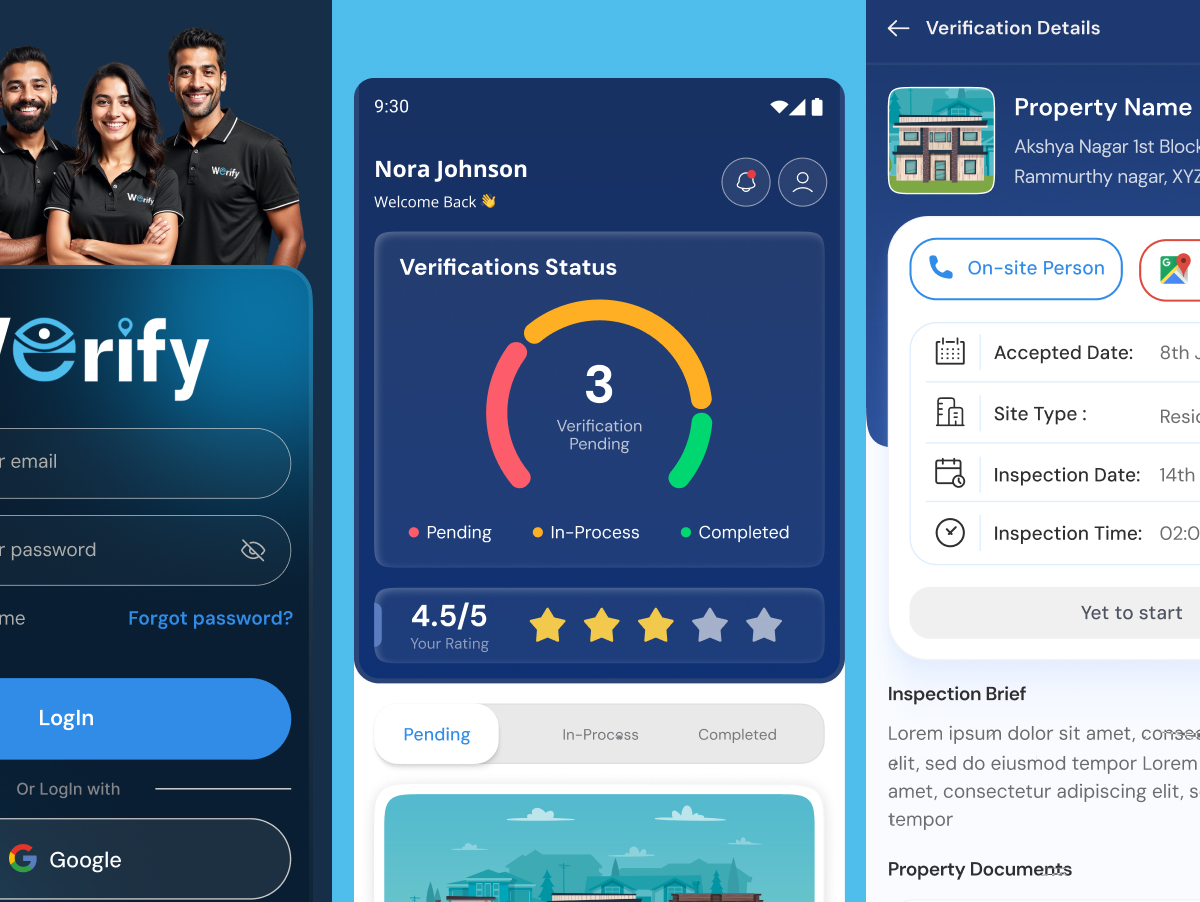 Werify
Werify
Werify
r email
r password
me
Forgot password?
LogIn
Or LogIn with
Google
9:30
Nora Johnson
Welcome Back 👋
Verifications Status
3
Verification
Pending
Pending
In-Process
Completed
4.5/5
Your Rating
Pending
In-Process
Completed
Verification Details
Property Name
Akshya Nagar 1st Block
Rammurthy nagar, XYZ
On-site Person
G
Accepted Date: 8th J
Site Type : Resid
Inspection Date: 14th
Inspection Time: 02:0
Yet to start
Inspection Brief
Lorem ipsum dolor sit amet, consec
elit, sed do eiusmod tempor Lorem
amet, consectetur adipiscing elit, s
tempor
Property Documents